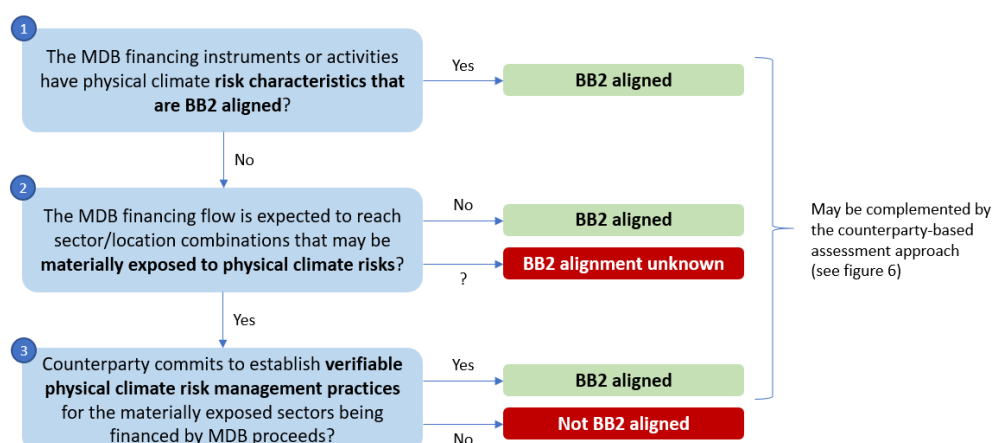 1
The MDB financing instruments or activities
have physical climate risk characteristics that
are BB2 aligned?
Yes
BB2 aligned
No
2
The MDB financing flow is expected to reach
sector/location combinations that may be
materially exposed to physical climate risks?
No
BB2 aligned
?
BB2 alignment unknown
May be complemented by
the counterparty-based
assessment approach
(see figure 6)
Yes
3
Counterparty commits to establish verifiable
physical climate risk management practices
for the materially exposed sectors being
financed by MDB proceeds?
Yes
BB2 aligned
No
Not BB2 aligned